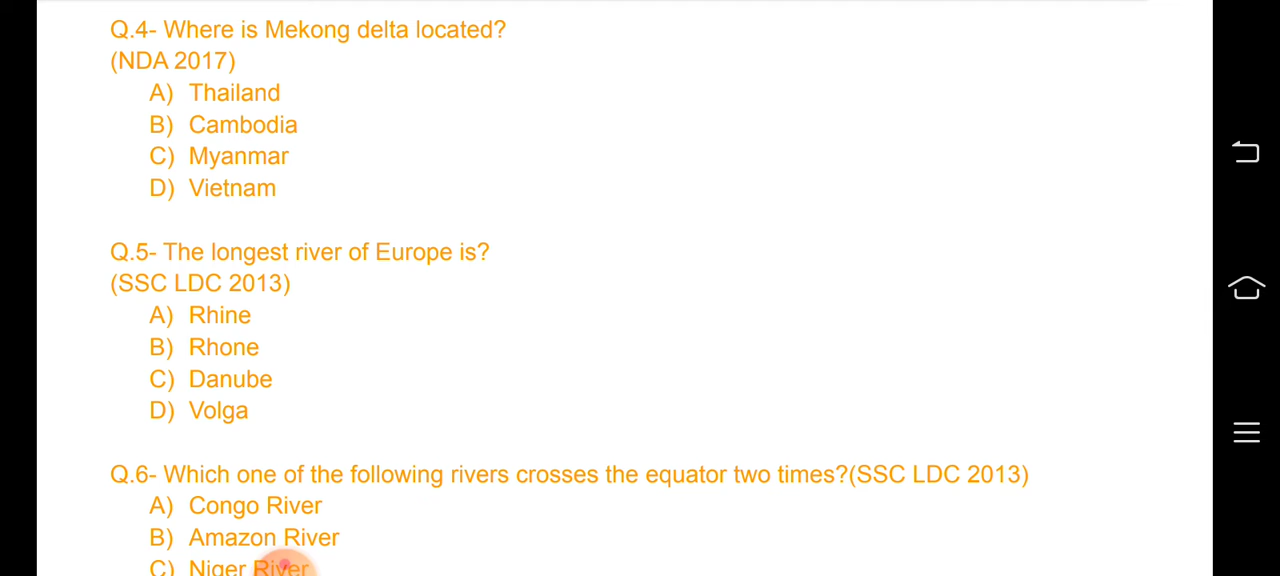 Q.4- Where is Mekong delta located?
(NDA 2017)
A) Thailand
B) Cambodia
C) Myanmar
D) Vietnam
Q.5- The longest river of Europe is?
(SSC LDC 2013)
A) Rhine
B) Rhone
C) Danube
D) Volga
Q.6- Which one of the following rivers crosses the equator two times?(SSC LDC 2013)
A) Congo River
B) Amazon River
C) Niger River